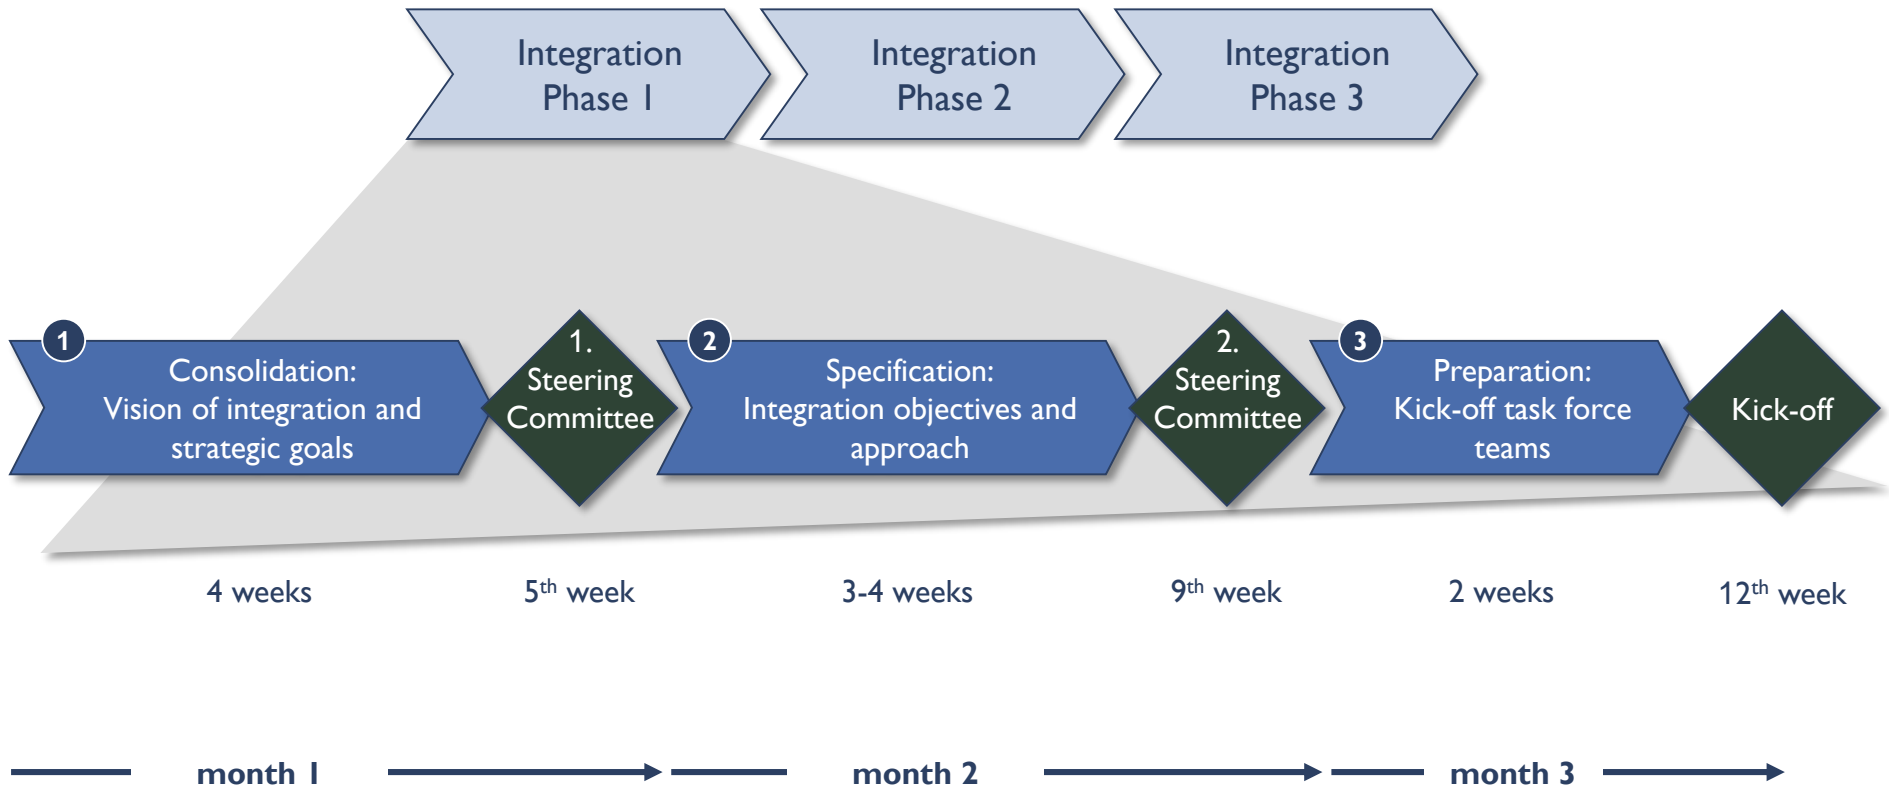 Integration
Phase 1
Integration
Phase 2
Integration
Phase 3
1
Consolidation:
Vision of integration and
strategic goals
1.
Steering
Committee
2
Specification:
Integration objectives and
approach
2.
Steering
Committee
3
Preparation:
Kick-off task force
teams
Kick-off
4 weeks
5th week
3-4 weeks
9th week
2 weeks
12th week
month 1
month 2
month 3